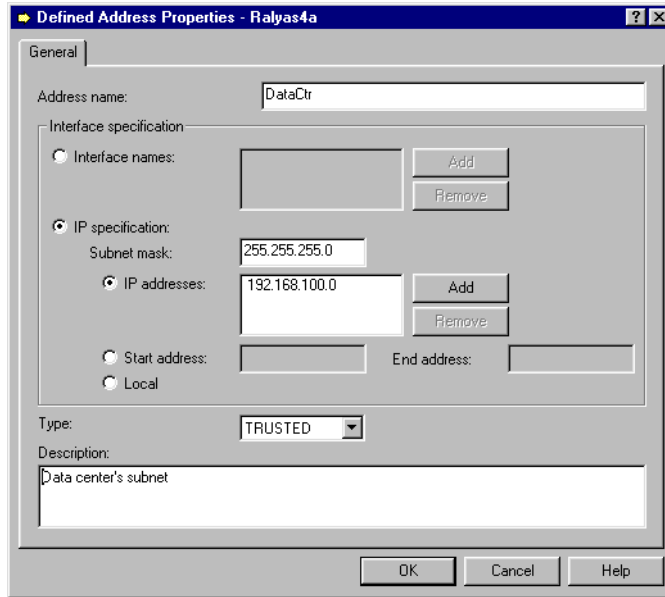 Defined Address Properties - Ralyas4a
General
Address name: DataCtr
Interface specification
Interface names: Add
Remove
IP specification:
Subnet mask: 255.255.255.0
IP addresses: 192.168.100.0 Add
Remove
Start address: End address:
Local
Type: TRUSTED
Description:
Data center's subnet
OK Cancel Help